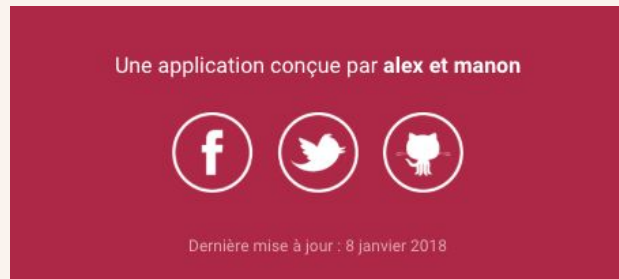 Une application conçue par alex et manon
Dernière mise à jour : 8 janvier 2018